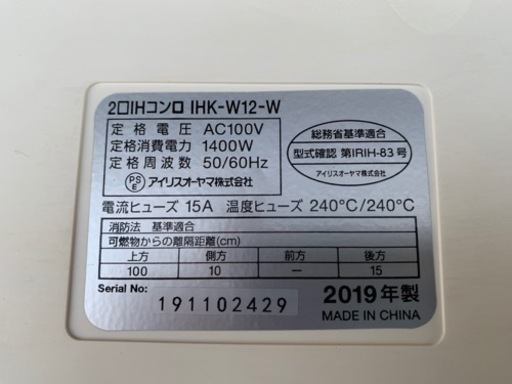 2口IHコンロ IHK-W12-W
定格電圧 AC100V
定格消費電力 1400W
定格周波数 50/60Hz
PSE アイリスオーヤマ株式会社
総務省基準適合
型式確認 第IRIH-83号
アイリスオーヤマ株式会社
電流ヒューズ 15A 温度ヒューズ 240°C/240°C
消防法 基準適合
可燃物からの離隔距離(cm)
上方 側方 前方 後方
100 10 — 15
Serial No: 191102429
2019年製
MADE IN CHINA